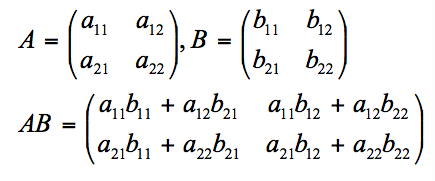 A = ( a₁₁ a₁₂ ), B = ( b₁₁ b₁₂ )
a₂₁ a₂₂ b₂₁ b₂₂
AB = ( a₁₁b₁₁ + a₁₂b₂₁ a₁₁b₁₂ + a₁₂b₂₂ )
a₂₁b₁₁ + a₂₂b₂₁ a₂₁b₁₂ + a₂₂b₂₂